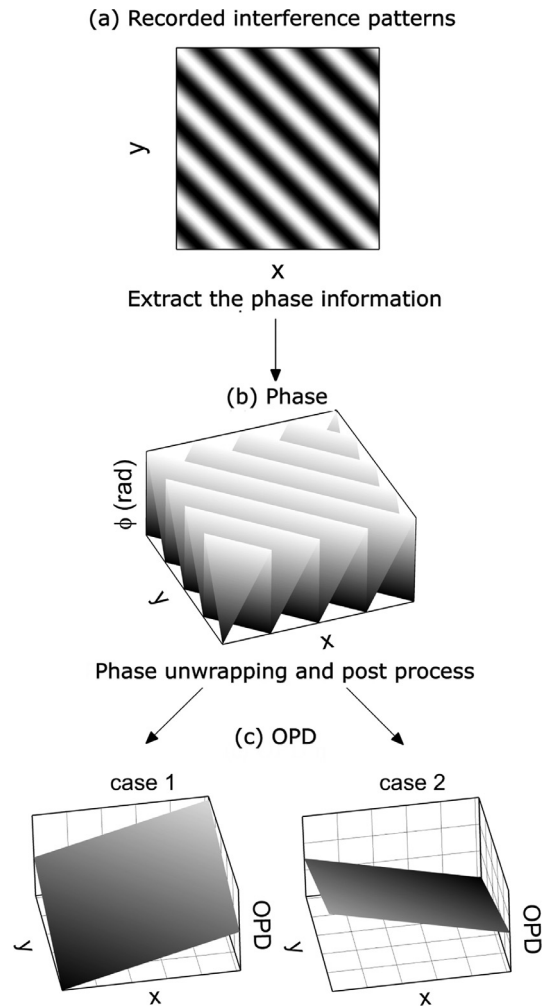 (a) Recorded interference patterns
y
x
Extract the phase information
(b) Phase
ϕ (rad)
y
x
Phase unwrapping and post process
(c) OPD
case 1
case 2
OPD
y
x
OPD
y
x